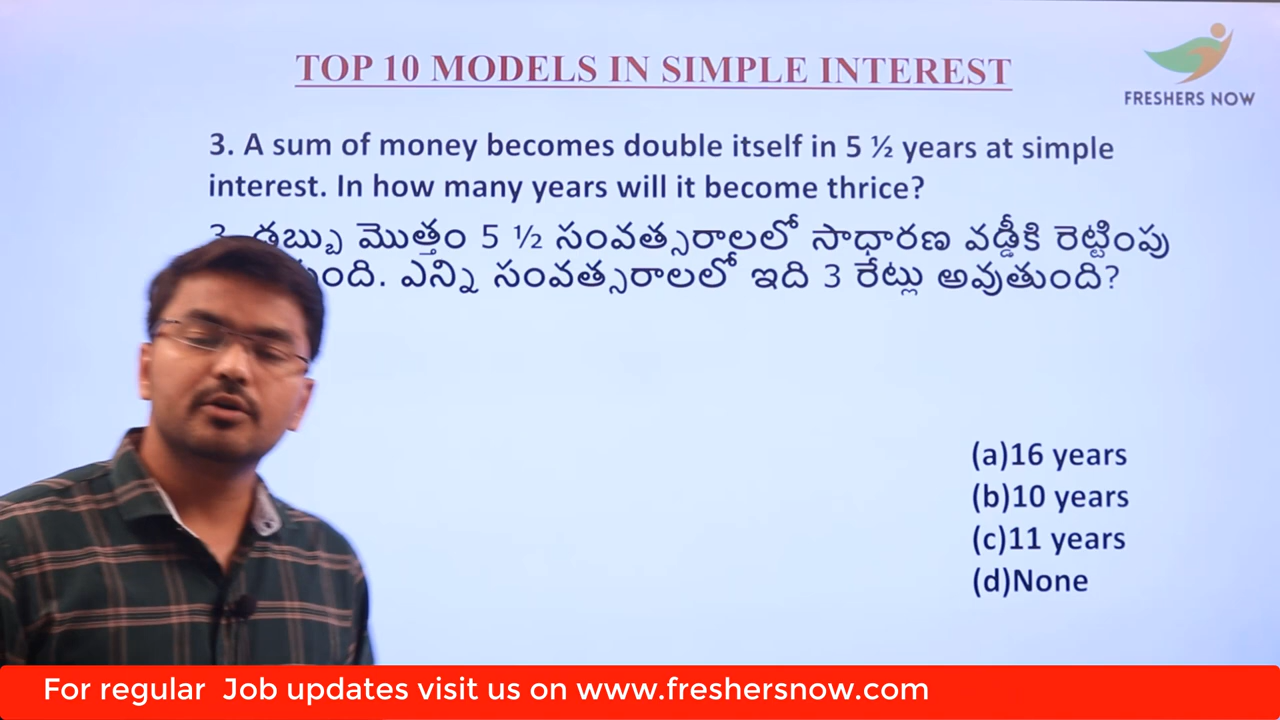 TOP 10 MODELS IN SIMPLE INTEREST
FRESHERS NOW
3. A sum of money becomes double itself in 5 ½ years at simple
interest. In how many years will it become thrice?
3. డబ్బు మొత్తం 5 ½ సంవత్సరాలలో సాధారణ వడ్డీకి రెట్టింపు
ఎన్ని సంవత్సరాలలో ఇది 3 రేట్లు అవుతుంది?
(a)16 years
(b)10 years
(c)11 years
(d)None
For regular Job updates visit us on www.freshersnow.com